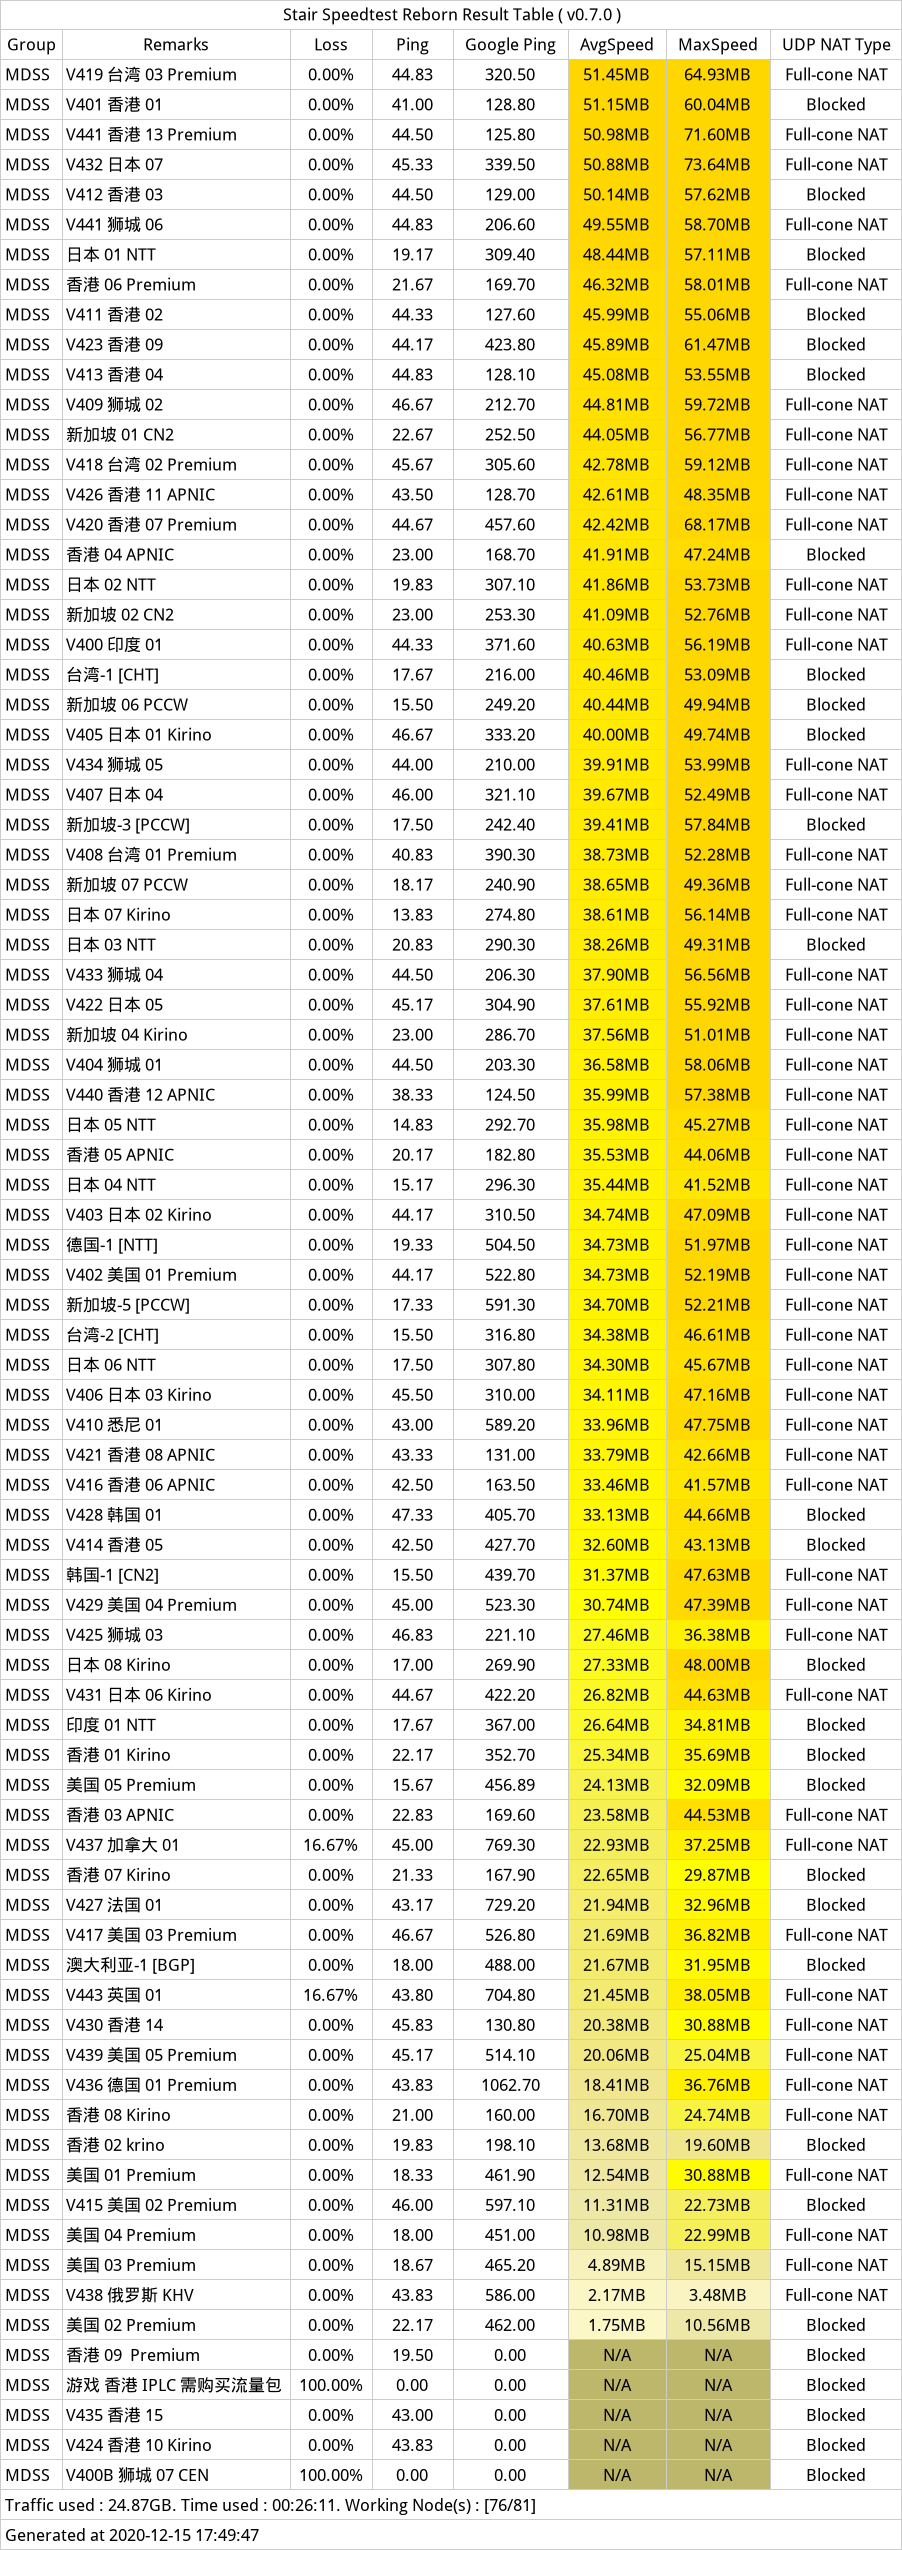 Stair Speedtest Reborn Result Table ( v0.7.0 )
Group Remarks Loss Ping Google Ping AvgSpeed MaxSpeed UDP NAT Type
MDSS V419 台湾 03 Premium 0.00% 44.83 320.50 51.45MB 64.93MB Full-cone NAT
MDSS V401 香港 01 0.00% 41.00 128.80 51.15MB 60.04MB Blocked
MDSS V441 香港 13 Premium 0.00% 44.50 125.80 50.98MB 71.60MB Full-cone NAT
MDSS V432 日本 07 0.00% 45.33 339.50 50.88MB 73.64MB Full-cone NAT
MDSS V412 香港 03 0.00% 44.50 129.00 50.14MB 57.62MB Blocked
MDSS V441 狮城 06 0.00% 44.83 206.60 49.55MB 58.70MB Full-cone NAT
MDSS 日本 01 NTT 0.00% 19.17 309.40 48.44MB 57.11MB Blocked
MDSS 香港 06 Premium 0.00% 21.67 169.70 46.32MB 58.01MB Full-cone NAT
MDSS V411 香港 02 0.00% 44.33 127.60 45.99MB 55.06MB Blocked
MDSS V423 香港 09 0.00% 44.17 423.80 45.89MB 61.47MB Blocked
MDSS V413 香港 04 0.00% 44.83 128.10 45.08MB 53.55MB Blocked
MDSS V409 狮城 02 0.00% 46.67 212.70 44.81MB 59.72MB Full-cone NAT
MDSS 新加坡 01 CN2 0.00% 22.67 252.50 44.05MB 56.77MB Full-cone NAT
MDSS V418 台湾 02 Premium 0.00% 45.67 305.60 42.78MB 59.12MB Full-cone NAT
MDSS V426 香港 11 APNIC 0.00% 43.50 128.70 42.61MB 48.35MB Full-cone NAT
MDSS V420 香港 07 Premium 0.00% 44.67 457.60 42.42MB 68.17MB Full-cone NAT
MDSS 香港 04 APNIC 0.00% 23.00 168.70 41.91MB 47.24MB Blocked
MDSS 日本 02 NTT 0.00% 19.83 307.10 41.86MB 53.73MB Full-cone NAT
MDSS 新加坡 02 CN2 0.00% 23.00 253.30 41.09MB 52.76MB Full-cone NAT
MDSS V400 印度 01 0.00% 44.33 371.60 40.63MB 56.19MB Full-cone NAT
MDSS 台湾-1 [CHT] 0.00% 17.67 216.00 40.46MB 53.09MB Blocked
MDSS 新加坡 06 PCCW 0.00% 15.50 249.20 40.44MB 49.94MB Blocked
MDSS V405 日本 01 Kirino 0.00% 46.67 333.20 40.00MB 49.74MB Blocked
MDSS V434 狮城 05 0.00% 44.00 210.00 39.91MB 53.99MB Full-cone NAT
MDSS V407 日本 04 0.00% 46.00 321.10 39.67MB 52.49MB Full-cone NAT
MDSS 新加坡-3 [PCCW] 0.00% 17.50 242.40 39.41MB 57.84MB Blocked
MDSS V408 台湾 01 Premium 0.00% 40.83 390.30 38.73MB 52.28MB Full-cone NAT
MDSS 新加坡 07 PCCW 0.00% 18.17 240.90 38.65MB 49.36MB Full-cone NAT
MDSS 日本 07 Kirino 0.00% 13.83 274.80 38.61MB 56.14MB Full-cone NAT
MDSS 日本 03 NTT 0.00% 20.83 290.30 38.26MB 49.31MB Blocked
MDSS V433 狮城 04 0.00% 44.50 206.30 37.90MB 56.56MB Full-cone NAT
MDSS V422 日本 05 0.00% 45.17 304.90 37.61MB 55.92MB Full-cone NAT
MDSS 新加坡 04 Kirino 0.00% 23.00 286.70 37.56MB 51.01MB Full-cone NAT
MDSS V404 狮城 01 0.00% 44.50 203.30 36.58MB 58.06MB Full-cone NAT
MDSS V440 香港 12 APNIC 0.00% 38.33 124.50 35.99MB 57.38MB Full-cone NAT
MDSS 日本 05 NTT 0.00% 14.83 292.70 35.98MB 45.27MB Full-cone NAT
MDSS 香港 05 APNIC 0.00% 20.17 182.80 35.53MB 44.06MB Full-cone NAT
MDSS 日本 04 NTT 0.00% 15.17 296.30 35.44MB 41.52MB Full-cone NAT
MDSS V403 日本 02 Kirino 0.00% 44.17 310.50 34.74MB 47.09MB Full-cone NAT
MDSS 德国-1 [NTT] 0.00% 19.33 504.50 34.73MB 51.97MB Full-cone NAT
MDSS V402 美国 01 Premium 0.00% 44.17 522.80 34.73MB 52.19MB Full-cone NAT
MDSS 新加坡-5 [PCCW] 0.00% 17.33 591.30 34.70MB 52.21MB Full-cone NAT
MDSS 台湾-2 [CHT] 0.00% 15.50 316.80 34.38MB 46.61MB Full-cone NAT
MDSS 日本 06 NTT 0.00% 17.50 307.80 34.30MB 45.67MB Full-cone NAT
MDSS V406 日本 03 Kirino 0.00% 45.50 310.00 34.11MB 47.16MB Full-cone NAT
MDSS V410 悉尼 01 0.00% 43.00 589.20 33.96MB 47.75MB Full-cone NAT
MDSS V421 香港 08 APNIC 0.00% 43.33 131.00 33.79MB 42.66MB Full-cone NAT
MDSS V416 香港 06 APNIC 0.00% 42.50 163.50 33.46MB 41.57MB Full-cone NAT
MDSS V428 韩国 01 0.00% 47.33 405.70 33.13MB 44.66MB Blocked
MDSS V414 香港 05 0.00% 42.50 427.70 32.60MB 43.13MB Blocked
MDSS 韩国-1 [CN2] 0.00% 15.50 439.70 31.37MB 47.63MB Full-cone NAT
MDSS V429 美国 04 Premium 0.00% 45.00 523.30 30.74MB 47.39MB Full-cone NAT
MDSS V425 狮城 03 0.00% 46.83 221.10 27.46MB 36.38MB Full-cone NAT
MDSS 日本 08 Kirino 0.00% 17.00 269.90 27.33MB 48.00MB Blocked
MDSS V431 日本 06 Kirino 0.00% 44.67 422.20 26.82MB 44.63MB Full-cone NAT
MDSS 印度 01 NTT 0.00% 17.67 367.00 26.64MB 34.81MB Blocked
MDSS 香港 01 Kirino 0.00% 22.17 352.70 25.34MB 35.69MB Blocked
MDSS 美国 05 Premium 0.00% 15.67 456.89 24.13MB 32.09MB Blocked
MDSS 香港 03 APNIC 0.00% 22.83 169.60 23.58MB 44.53MB Full-cone NAT
MDSS V437 加拿大 01 16.67% 45.00 769.30 22.93MB 37.25MB Full-cone NAT
MDSS 香港 07 Kirino 0.00% 21.33 167.90 22.65MB 29.87MB Blocked
MDSS V427 法国 01 0.00% 43.17 729.20 21.94MB 32.96MB Blocked
MDSS V417 美国 03 Premium 0.00% 46.67 526.80 21.69MB 36.82MB Full-cone NAT
MDSS 澳大利亚-1 [BGP] 0.00% 18.00 488.00 21.67MB 31.95MB Blocked
MDSS V443 英国 01 16.67% 43.80 704.80 21.45MB 38.05MB Full-cone NAT
MDSS V430 香港 14 0.00% 45.83 130.80 20.38MB 30.88MB Full-cone NAT
MDSS V439 美国 05 Premium 0.00% 45.17 514.10 20.06MB 25.04MB Full-cone NAT
MDSS V436 德国 01 Premium 0.00% 43.83 1062.70 18.41MB 36.76MB Full-cone NAT
MDSS 香港 08 Kirino 0.00% 21.00 160.00 16.70MB 24.74MB Full-cone NAT
MDSS 香港 02 krino 0.00% 19.83 198.10 13.68MB 19.60MB Blocked
MDSS 美国 01 Premium 0.00% 18.33 461.90 12.54MB 30.88MB Full-cone NAT
MDSS V415 美国 02 Premium 0.00% 46.00 597.10 11.31MB 22.73MB Blocked
MDSS 美国 04 Premium 0.00% 18.00 451.00 10.98MB 22.99MB Full-cone NAT
MDSS 美国 03 Premium 0.00% 18.67 465.20 4.89MB 15.15MB Full-cone NAT
MDSS V438 俄罗斯 KHV 0.00% 43.83 586.00 2.17MB 3.48MB Full-cone NAT
MDSS 美国 02 Premium 0.00% 22.17 462.00 1.75MB 10.56MB Blocked
MDSS 香港 09  Premium 0.00% 19.50 0.00 N/A N/A Blocked
MDSS 游戏 香港 IPLC 需购买流量包 100.00% 0.00 0.00 N/A N/A Blocked
MDSS V435 香港 15 0.00% 43.00 0.00 N/A N/A Blocked
MDSS V424 香港 10 Kirino 0.00% 43.83 0.00 N/A N/A Blocked
MDSS V400B 狮城 07 CEN 100.00% 0.00 0.00 N/A N/A Blocked
Traffic used : 24.87GB. Time used : 00:26:11. Working Node(s) : [76/81]
Generated at 2020-12-15 17:49:47